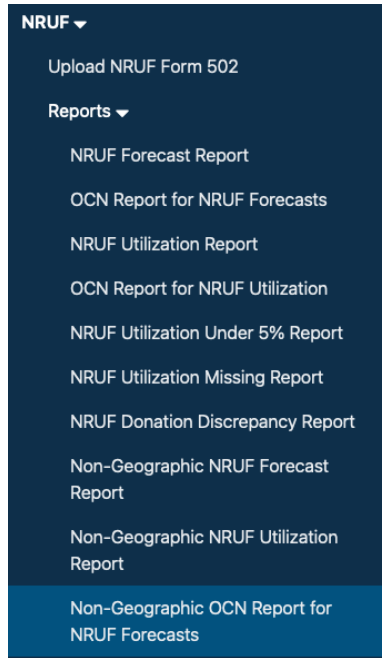 NRUF
Upload NRUF Form 502
Reports
NRUF Forecast Report
OCN Report for NRUF Forecasts
NRUF Utilization Report
OCN Report for NRUF Utilization
NRUF Utilization Under 5% Report
NRUF Utilization Missing Report
NRUF Donation Discrepancy Report
Non-Geographic NRUF Forecast
Report
Non-Geographic NRUF Utilization
Report
Non-Geographic OCN Report for
NRUF Forecasts